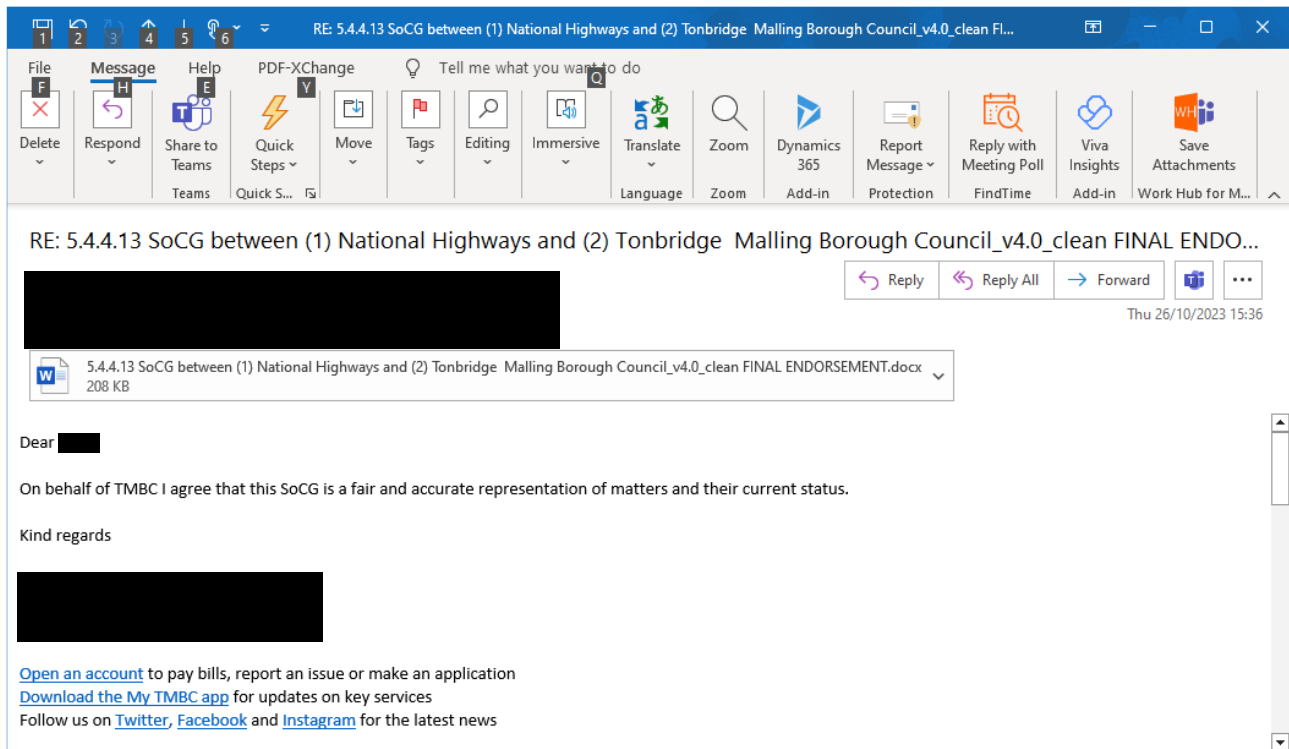 1 2 3 4 5 6 RE: 5.4.4.13 SoCG between (1) National Highways and (2) Tonbridge  Malling Borough Council_v4.0_clean FI...
File Message Help PDF-XChange Tell me what you want to do
F H E Y Q
Delete Respond Share to Teams Quick Steps Move Tags Editing Immersive Translate Zoom Dynamics 365 Report Message Reply with Meeting Poll Viva Insights Save Attachments
Teams Quick S... Language Zoom Add-in Protection FindTime Add-in Work Hub for M...
RE: 5.4.4.13 SoCG between (1) National Highways and (2) Tonbridge  Malling Borough Council_v4.0_clean FINAL ENDO...
Reply Reply All Forward
Thu 26/10/2023 15:36
5.4.4.13 SoCG between (1) National Highways and (2) Tonbridge  Malling Borough Council_v4.0_clean FINAL ENDORSEMENT.docx
208 KB
Dear
On behalf of TMBC I agree that this SoCG is a fair and accurate representation of matters and their current status.
Kind regards
Open an account to pay bills, report an issue or make an application
Download the My TMBC app for updates on key services
Follow us on Twitter, Facebook and Instagram for the latest news